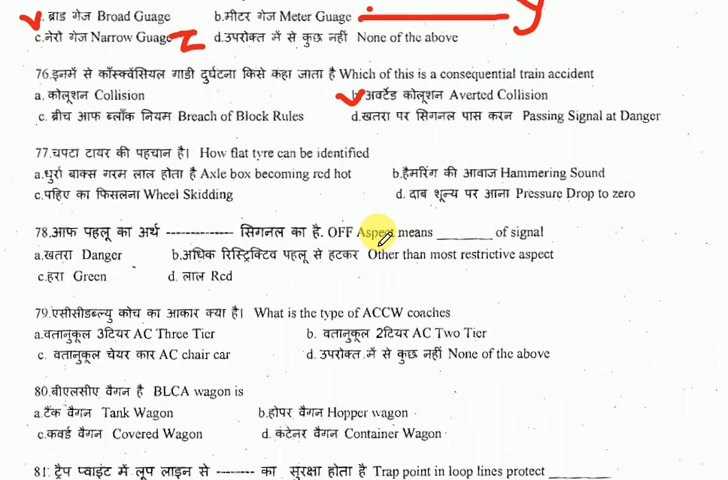 . ब्राड गेज Broad Guage b.मीटर गेज Meter Guage
c.नेरो गेज Narrow Guage d.उपरोक्त में से कुछ नहीं None of the above
76.इनमें से कॉंस्क्वेंसियल गाडी दुर्घटना किसे कहा जाता है Which of this is a consequential train accident
a. कोलूशन Collision b. अवर्टेड कोलूशन Averted Collision
c. ब्रीच आफ ब्लॉक नियम Breach of Block Rules d.खतरा पर सिगनल पास करन Passing Signal at Danger
77.चपटा टायर की पहचान है। How flat tyre can be identified
a.धुर्रा बाक्स गरम लाल होता है Axle box becoming red hot b.हैमरिंग की आवाज Hammering Sound
c.पहिए का फिसलना Wheel Skidding d. दाब शून्य पर आना Pressure Drop to zero
78.आफ पहलू का अर्थ -------------- सिगनल का है. OFF Aspect means _________ of signal
a.खतरा Danger b.अधिक रिस्ट्रिक्टिव पहलू से हटकर Other than most restrictive aspect
c.हरा Green d. लाल Red
79.एसीसीडब्ल्यु कोच का आकार क्या है। What is the type of ACCW coaches
a.वतानुकूल 3टियर AC Three Tier b. वतानुकूल 2टियर AC Two Tier
c. वतानुकूल चेयर कार AC chair car d. उपरोक्त में से कुछ नहीं None of the above
80.बीएलसीए वैगन है BLCA wagon is
a.टैंक वैगन Tank Wagon b.होपर वैगन Hopper wagon
c.कवर्ड वैगन Covered Wagon d. कंटेनर वैगन Container Wagon
81. ट्रैप प्वाइंट में लूप लाइन से -------- का सुरक्षा होता है Trap point in loop lines protect _________